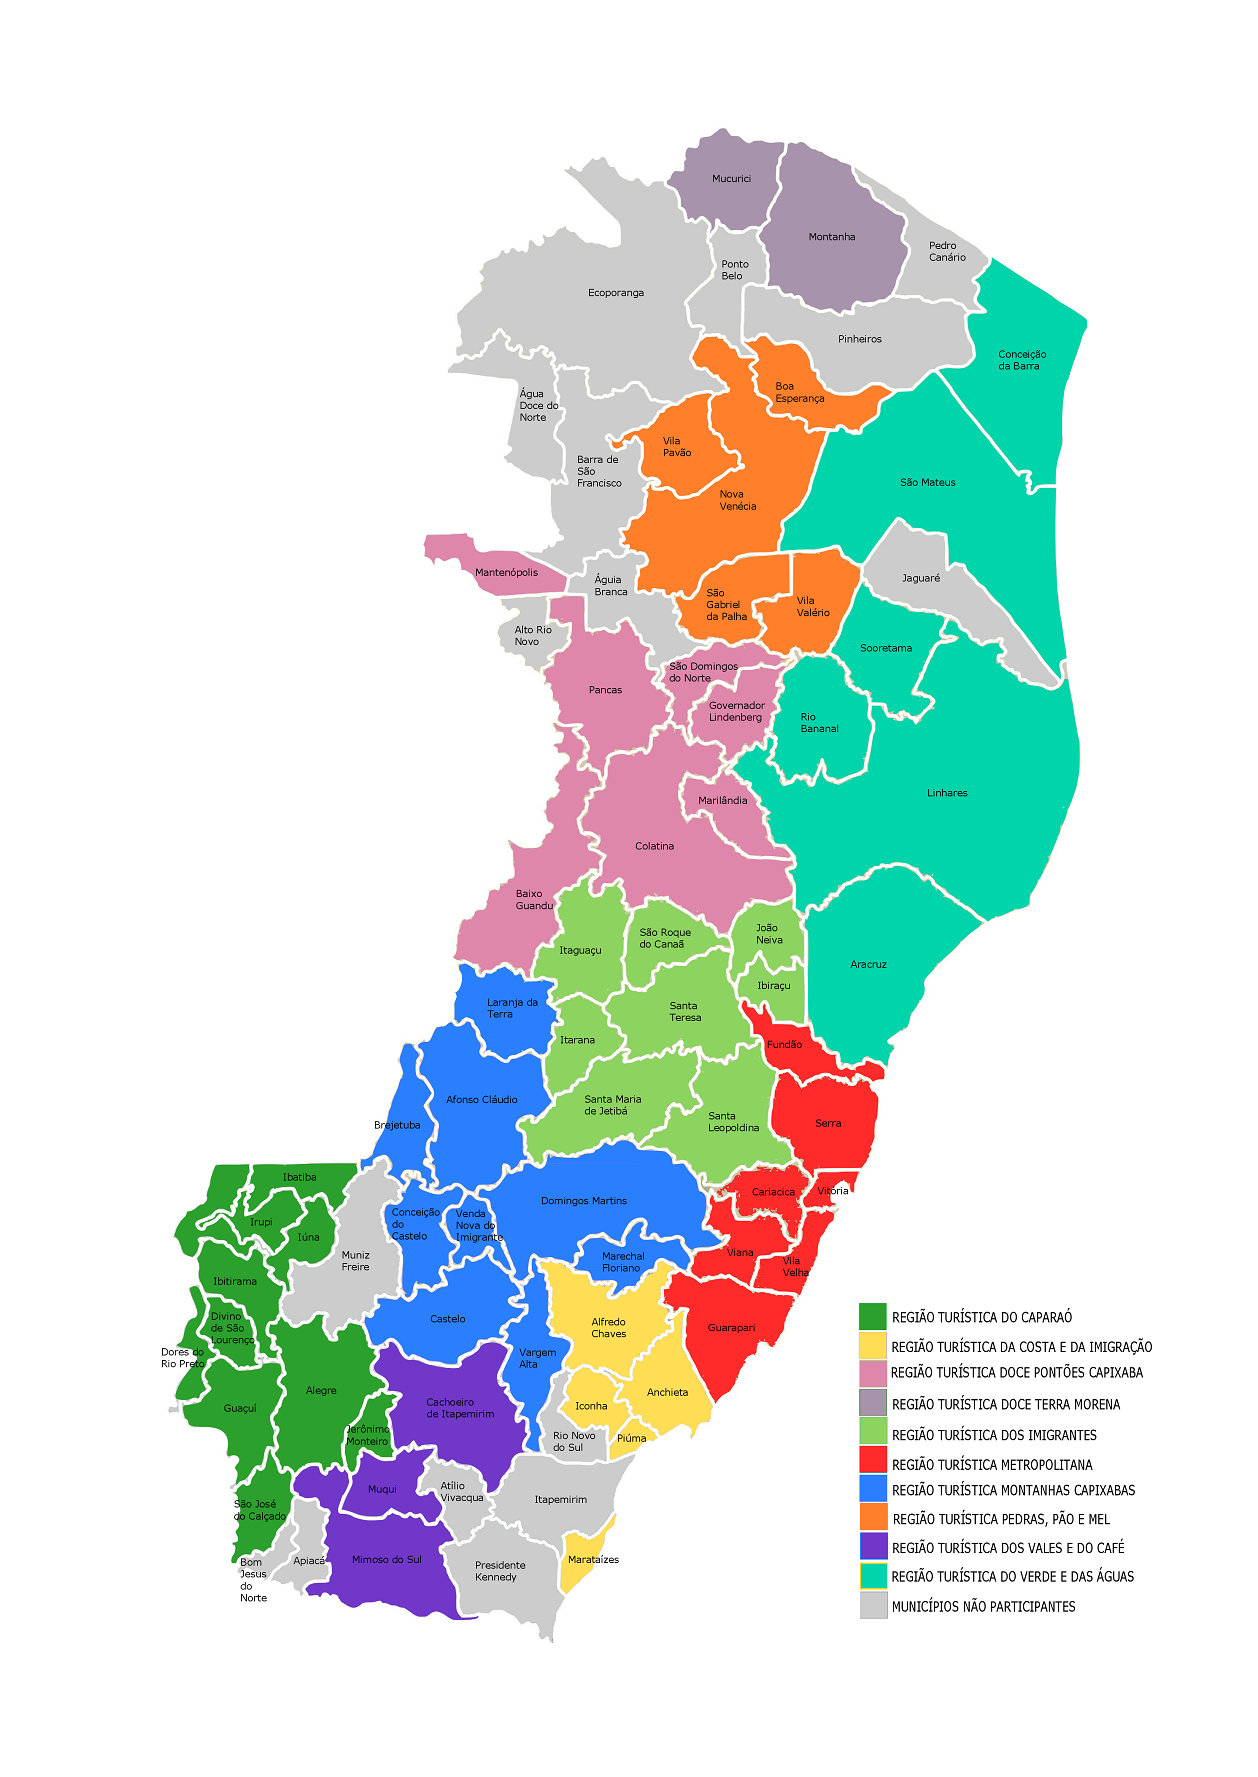 Mucurici
Montanha
Pedro
Canário
Ponto
Belo
Ecoporanga
Pinheiros
Conceição
da Barra
Água
Doce do
Norte
Boa
Esperança
Vila
Pavão
Barra de
São
Francisco
São Mateus
Nova
Venécia
Mantenópolis
Águia
Branca
Jaguaré
São
Gabriel
da Palha
Vila
Valério
Alto Rio
Novo
Sooretama
São Domingos
do Norte
Pancas
Governador
Lindenberg
Rio
Bananal
Linhares
Marilândia
Colatina
Baixo
Guandu
São Roque
do Canaã
João
Neiva
Itaguaçu
Aracruz
Ibiraçu
Laranja da
Terra
Santa
Teresa
Itarana
Fundão
Afonso Cláudio
Santa Maria
de Jetibá
Brejetuba
Santa
Leopoldina
Serra
Ibatiba
Cariacica
Vitória
Domingos Martins
Conceição
do
Castelo
Venda
Nova do
Imigrante
Irupi
Iúna
Muniz
Freire
Viana
Marechal
Floriano
Vila
Velha
Ibitirama
Divino
de São
Lourenço
Castelo
Alfredo
Chaves
Guarapari
Dores do
Rio Preto
Vargem
Alta
Alegre
Anchieta
Guaçuí
Cachoeiro
de Itapemirim
Iconha
Jerônimo
Monteiro
Rio Novo
do Sul
Piúma
Muqui
Atílio
Vivacqua
Itapemirim
São José
do Calçado
Bom
Jesus
do
Norte
Apiacá
Mimoso do Sul
Presidente
Kennedy
Marataízes
REGIÃO TURÍSTICA DO CAPARAÓ
REGIÃO TURÍSTICA DA COSTA E DA IMIGRAÇÃO
REGIÃO TURÍSTICA DOCE PONTÕES CAPIXABA
REGIÃO TURÍSTICA DOCE TERRA MORENA
REGIÃO TURÍSTICA DOS IMIGRANTES
REGIÃO TURÍSTICA METROPOLITANA
REGIÃO TURÍSTICA MONTANHAS CAPIXABAS
REGIÃO TURÍSTICA PEDRAS, PÃO E MEL
REGIÃO TURÍSTICA DOS VALES E DO CAFÉ
REGIÃO TURÍSTICA DO VERDE E DAS ÁGUAS
MUNICÍPIOS NÃO PARTICIPANTES